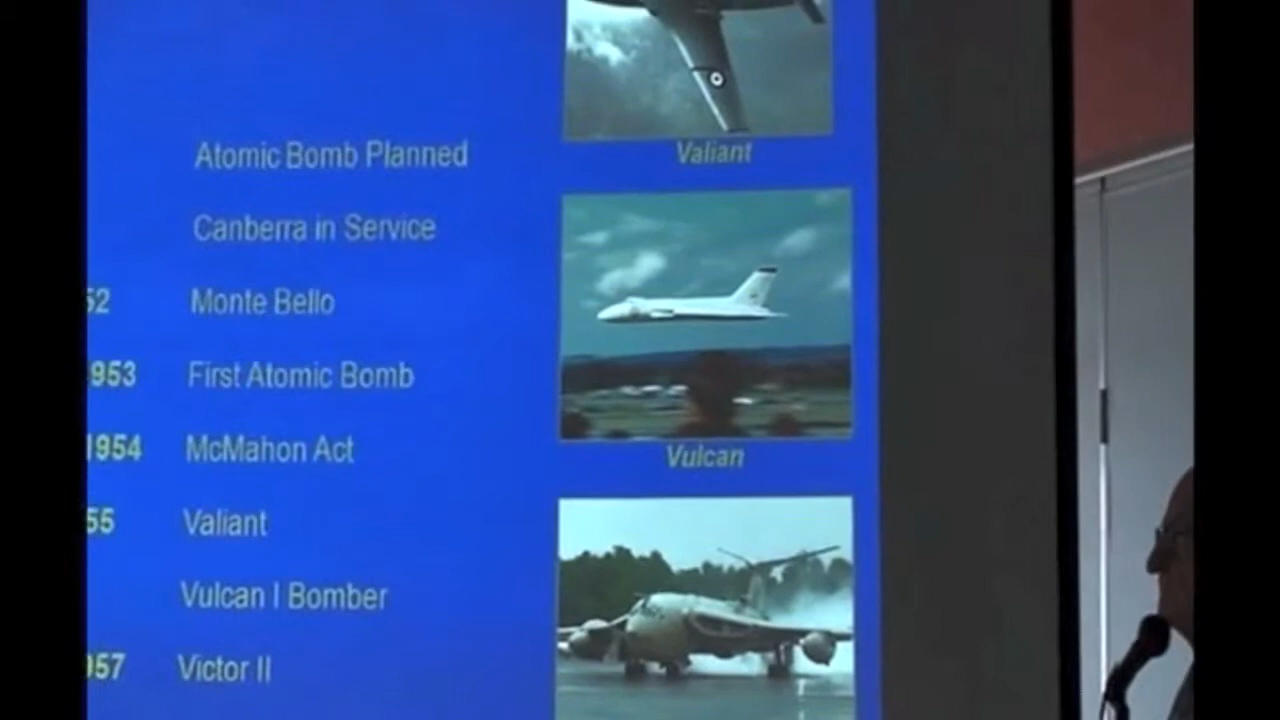 Valiant
Atomic Bomb Planned
Canberra in Service
52 Monte Bello
953 First Atomic Bomb
1954 McMahon Act
Vulcan
55 Valiant
Vulcan I Bomber
957 Victor II